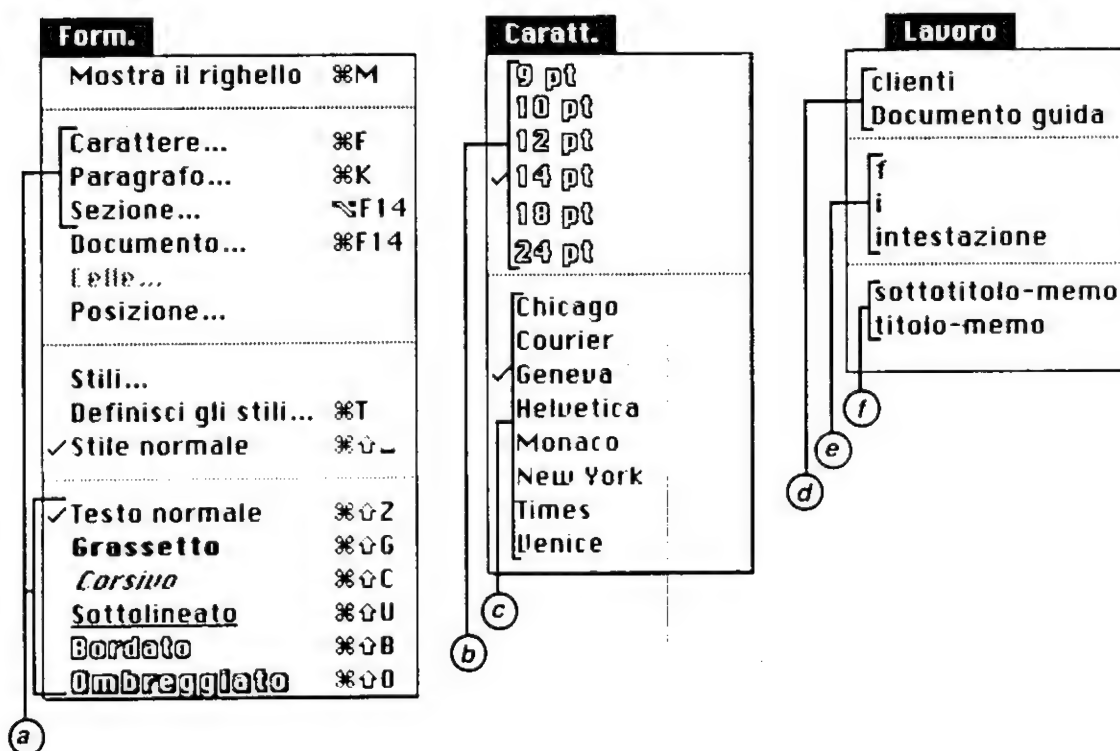 Form.
Mostra il righello ⌘M
Carattere... ⌘F
Paragrafo... ⌘K
Sezione... ⌥F14
Documento... ⌘F14
Celle...
Posizione...
Stili...
Definisci gli stili... ⌘T
✓Stile normale ⌘⇧⎵
✓Testo normale ⌘⇧Z
Grassetto ⌘⇧G
Corsivo ⌘⇧C
Sottolineato ⌘⇧U
Bordato ⌘⇧B
Ombreggiato ⌘⇧O
a
Caratt.
9 pt
10 pt
12 pt
✓14 pt
18 pt
24 pt
Chicago
Courier
✓Geneva
Helvetica
Monaco
New York
Times
Venice
c
b
Lavoro
clienti
Documento guida
f
i
intestazione
sottotitolo-memo
titolo-memo
f
e
d